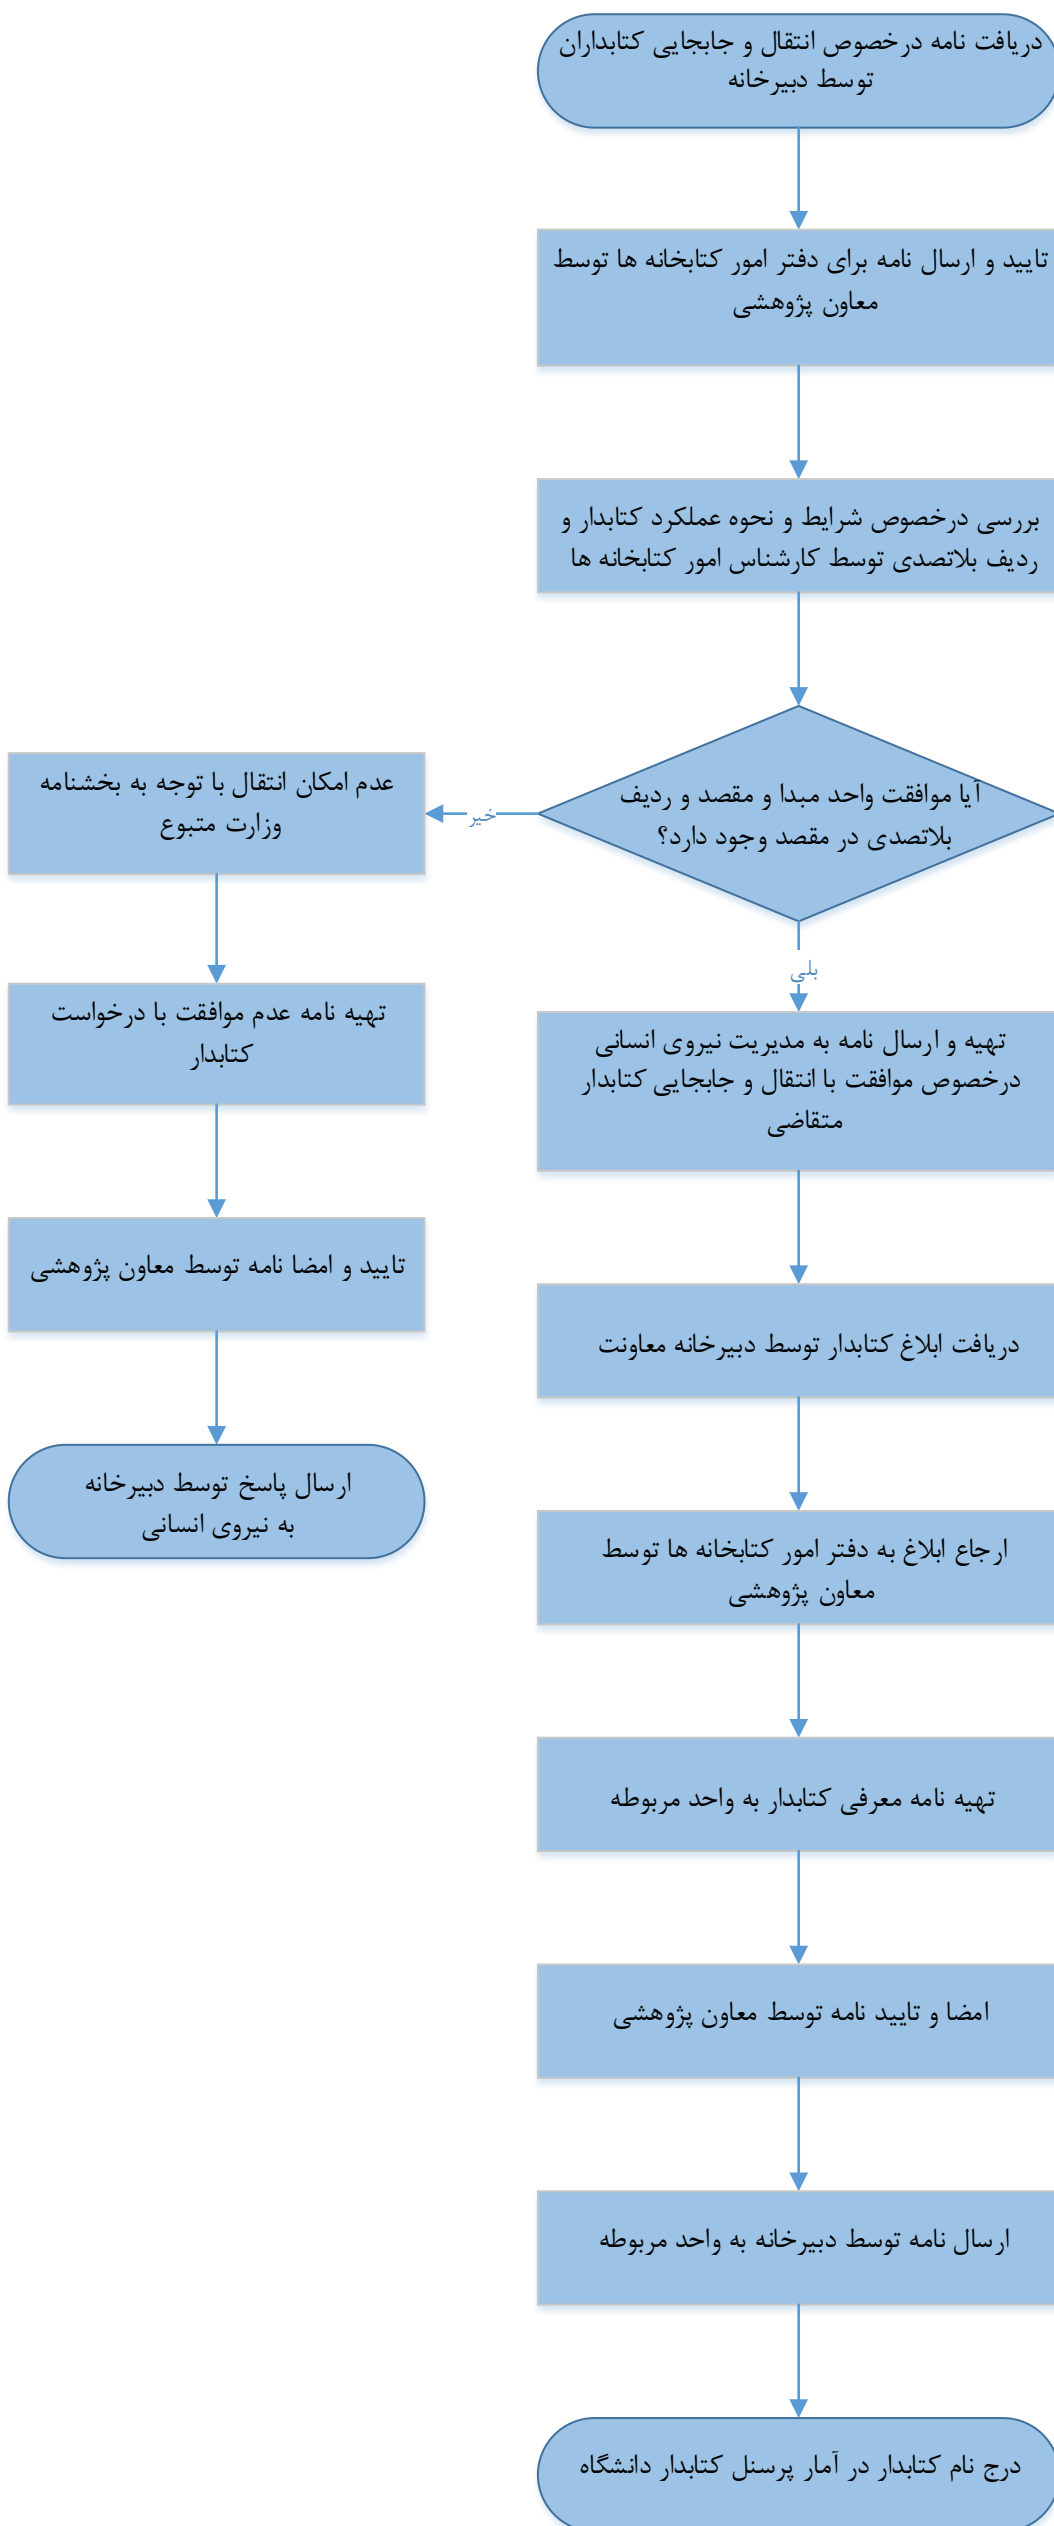 دریافت نامه درخصوص انتقال و جابجایی کتابداران
توسط دبیرخانه
تایید و ارسال نامه برای دفتر امور کتابخانه ها توسط
معاون پژوهشی
بررسی درخصوص شرایط و نحوه عملکرد کتابدار و
ردیف بلاتصدی توسط کارشناس امور کتابخانه ها
آیا موافقت واحد مبدا و مقصد و ردیف
بلاتصدی در مقصد وجود دارد؟
خیر
عدم امکان انتقال با توجه به بخشنامه
وزارت متبوع
تهیه نامه عدم موافقت با درخواست
کتابدار
تایید و امضا نامه توسط معاون پژوهشی
ارسال پاسخ توسط دبیرخانه
به نیروی انسانی
بلی
تهیه و ارسال نامه به مدیریت نیروی انسانی
درخصوص موافقت با انتقال و جابجایی کتابدار
متقاضی
دریافت ابلاغ کتابدار توسط دبیرخانه معاونت
ارجاع ابلاغ به دفتر امور کتابخانه ها توسط
معاون پژوهشی
تهیه نامه معرفی کتابدار به واحد مربوطه
امضا و تایید نامه توسط معاون پژوهشی
ارسال نامه توسط دبیرخانه به واحد مربوطه
درج نام کتابدار در آمار پرسنل کتابدار دانشگاه